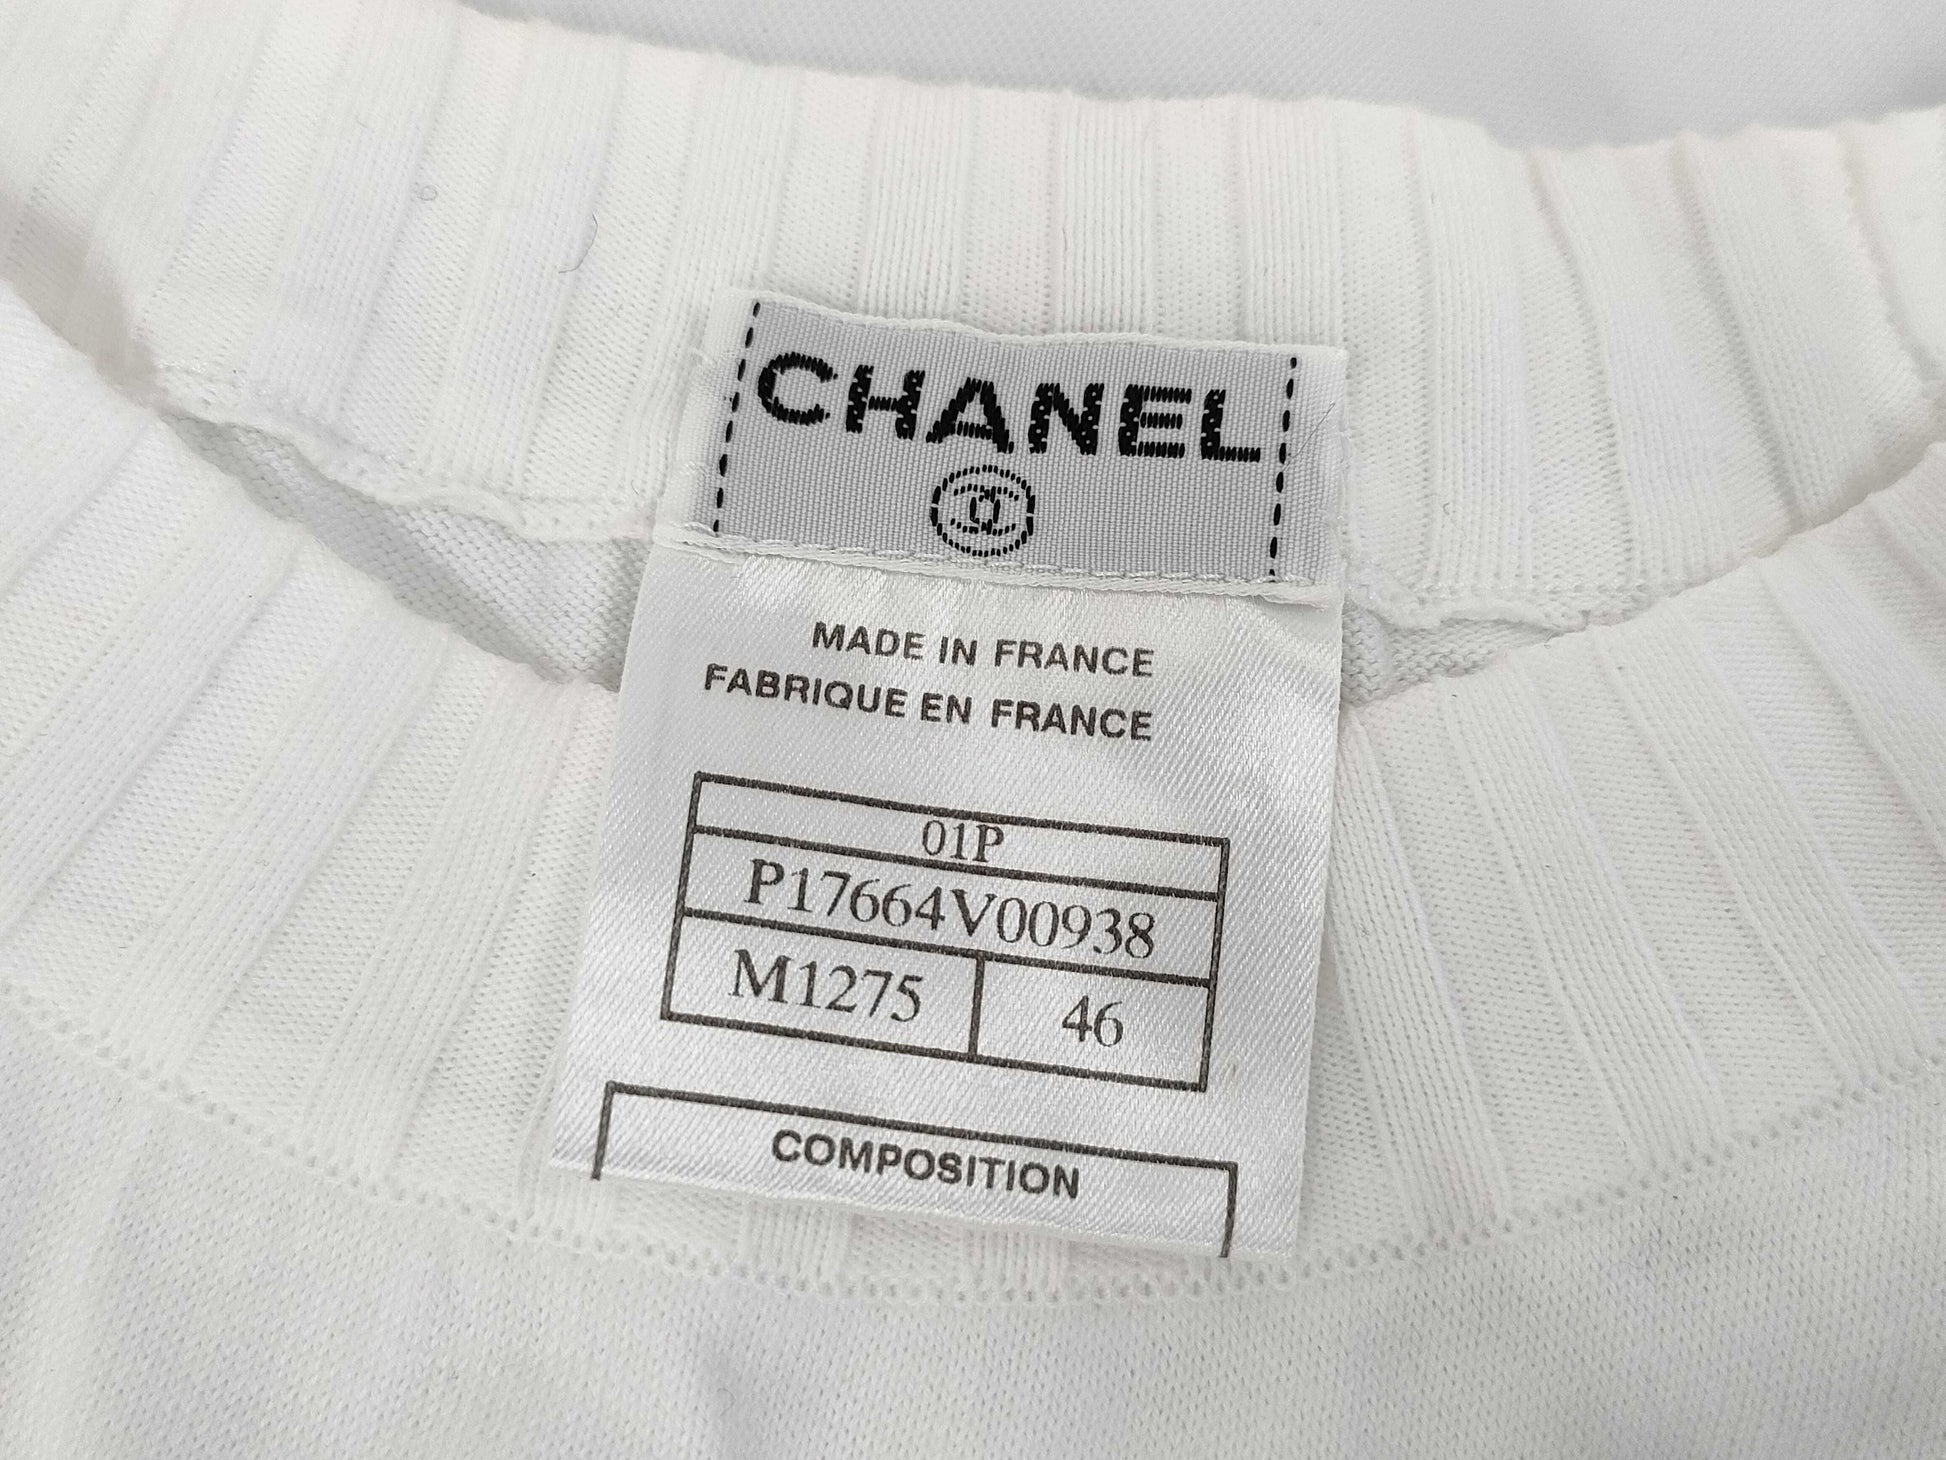 CHANEL
MADE IN FRANCE
FABRIQUE EN FRANCE
01P
P17664V00938
M1275 46
COMPOSITION